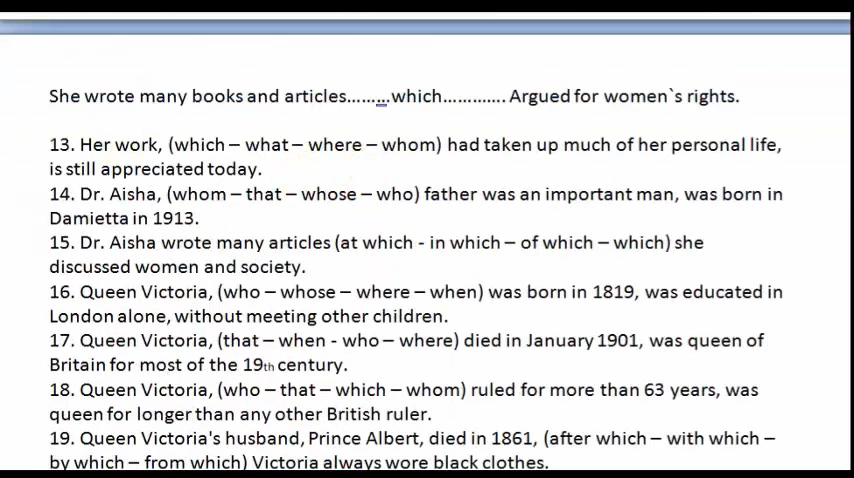 She wrote many books and articles.........which............. Argued for women`s rights.
13. Her work, (which – what – where – whom) had taken up much of her personal life,
is still appreciated today.
14. Dr. Aisha, (whom – that – whose – who) father was an important man, was born in
Damietta in 1913.
15. Dr. Aisha wrote many articles (at which - in which – of which – which) she
discussed women and society.
16. Queen Victoria, (who – whose – where – when) was born in 1819, was educated in
London alone, without meeting other children.
17. Queen Victoria, (that – when - who – where) died in January 1901, was queen of
Britain for most of the 19th century.
18. Queen Victoria, (who – that – which – whom) ruled for more than 63 years, was
queen for longer than any other British ruler.
19. Queen Victoria's husband, Prince Albert, died in 1861, (after which – with which –
by which – from which) Victoria always wore black clothes.